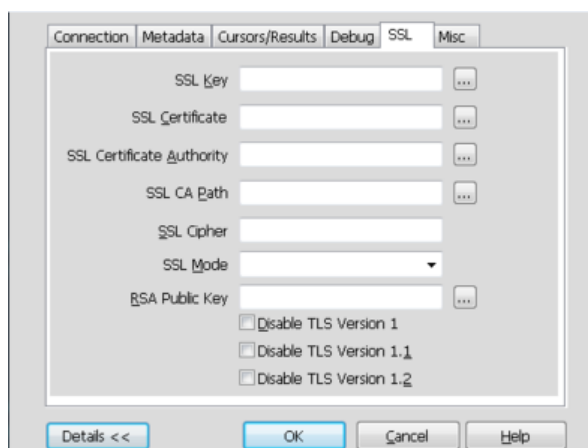 Connection Metadata Cursors/Results Debug SSL Misc
SSL Key ...
SSL Certificate ...
SSL Certificate Authority ...
SSL CA Path ...
SSL Cipher
SSL Mode
RSA Public Key ...
Disable TLS Version 1
Disable TLS Version 1.1
Disable TLS Version 1.2
Details << OK Cancel Help